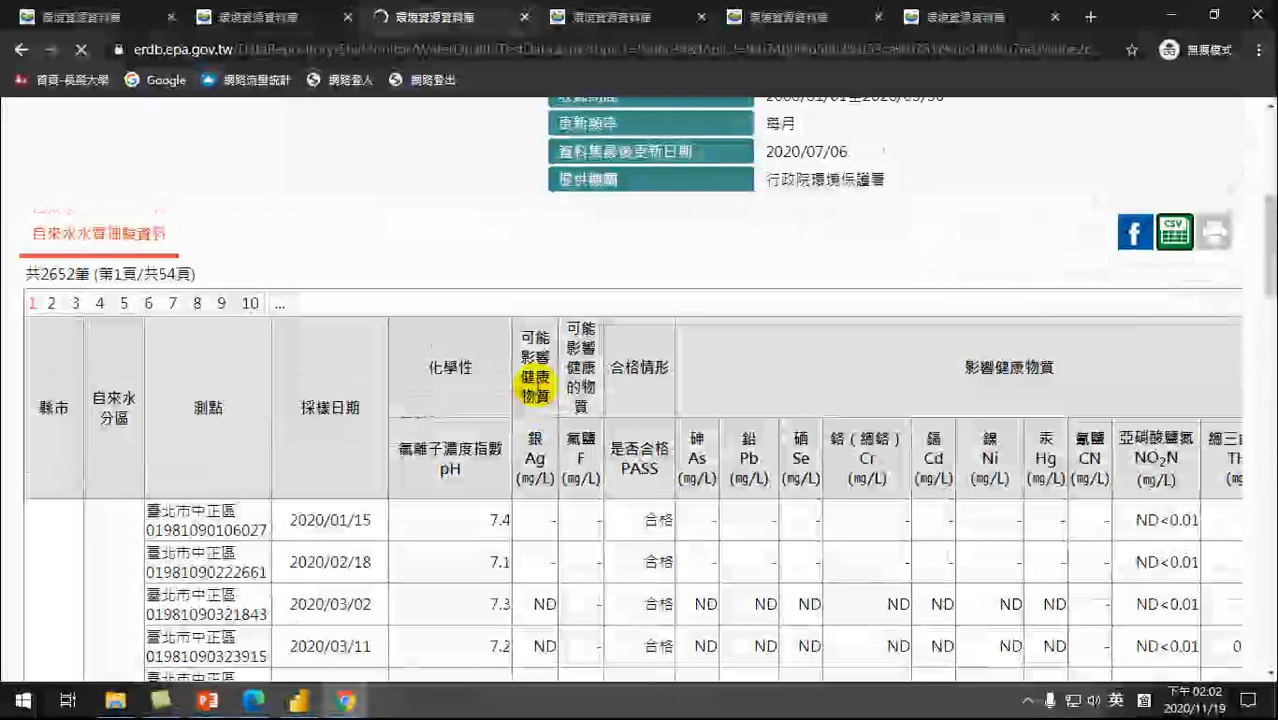 環境資源資料庫 環境資源資料庫 環境資源資料庫 環境資源資料庫 環境資源資料庫 環境資源資料庫
erdb.epa.gov.tw 無痕模式
首頁-長榮大學 Google 網路流量統計 網路登入 網路登出
更新頻率 每月
資料集最後更新日期 2020/07/06
提供機關 行政院環境保護署
自來水水質抽驗資料
CSV
共2652筆 (第1頁/共54頁)
1 2 3 4 5 6 7 8 9 10 ...
縣市 自來水分區 測點 採樣日期 化學性 可能影響健康物質 可能影響健康的物質 合格情形 影響健康物質
氫離子濃度指數 pH 銀 Ag (mg/L) 氟鹽 F (mg/L) 是否合格 PASS 砷 As (mg/L) 鉛 Pb (mg/L) 硒 Se (mg/L) 鉻(總鉻) Cr (mg/L) 鎘 Cd (mg/L) 鎳 Ni (mg/L) 汞 Hg (mg/L) 氰鹽 CN (mg/L) 亞硝酸鹽氮 NO₂N (mg/L)
臺北市中正區 01981090106027 2020/01/15 7.4 - - 合格 - - - - - - - - ND<0.01
臺北市中正區 01981090222661 2020/02/18 7.1 - - 合格 - - - - - - - - ND<0.01
臺北市中正區 01981090321843 2020/03/02 7.3 ND - 合格 ND ND ND ND ND ND ND - ND<0.01
臺北市中正區 01981090323915 2020/03/11 7.2 ND - 合格 ND ND ND ND ND ND ND - ND<0.01
英 下午 02:02
2020/11/19